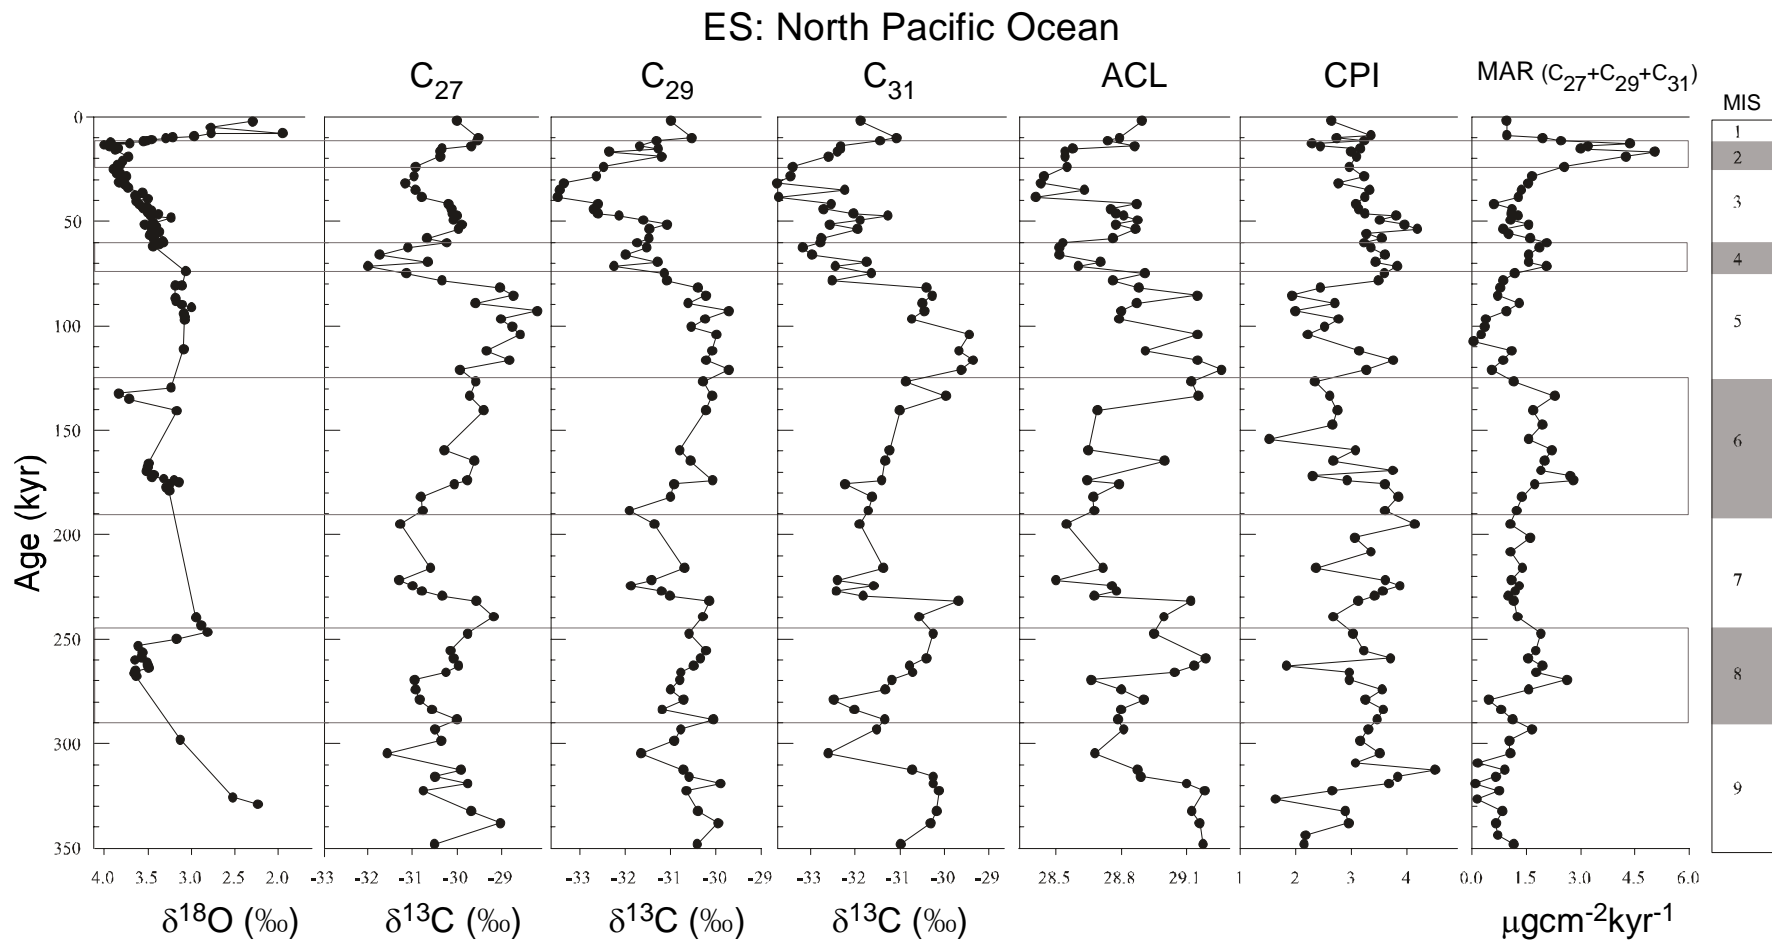 ES: North Pacific Ocean
C27 C29 C31 ACL CPI MAR (C27+C29+C31)
MIS
0
50
100
150
200
250
300
350
Age (kyr)
1
2
3
4
5
6
7
8
9
4.0 3.5 3.0 2.5 2.0 -33 -32 -31 -30 -33 -32 -31 -30 -29 -33 -32 -31 -30 -29 28.5 28.8 29.1 1 2 3 4 0.0 1.5 3.0 4.5 6.0
δ18O (‰) δ13C (‰) δ13C (‰) δ13C (‰) μgcm-2kyr-1